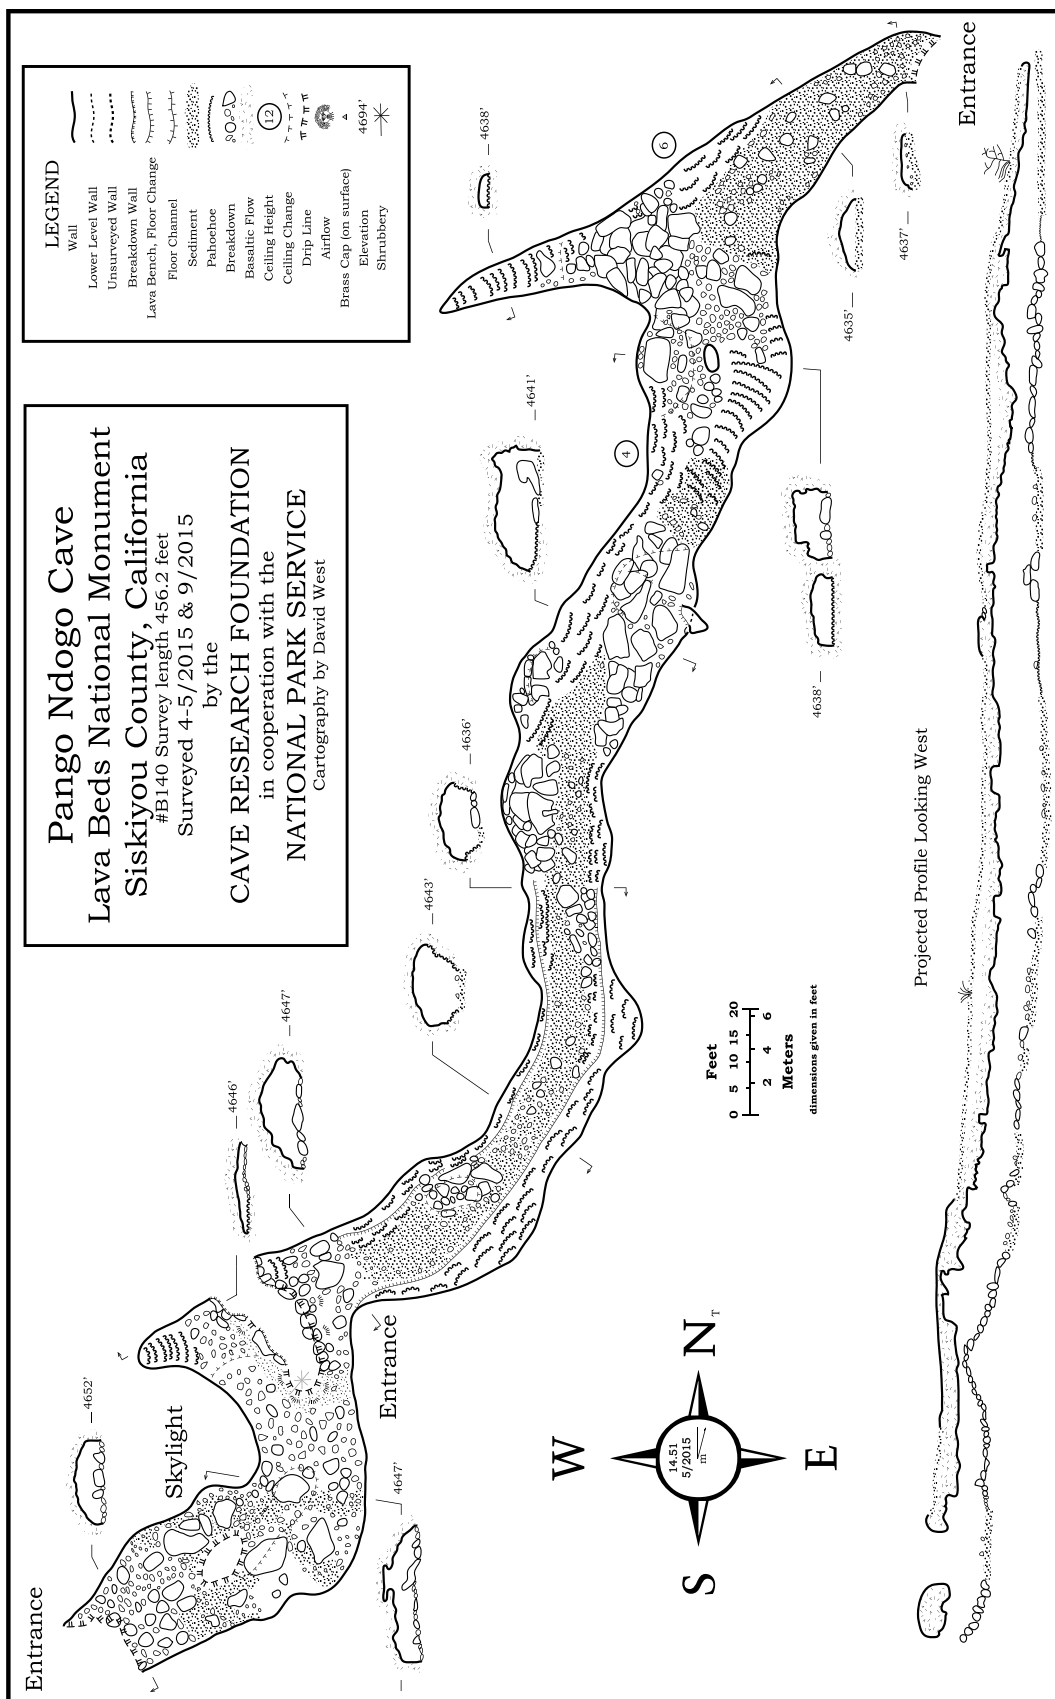 Pango Ndogo Cave
Lava Beds National Monument
Siskiyou County, California
#B140 Survey length 456.2 feet
Surveyed 4-5/2015 & 9/2015
by the
CAVE RESEARCH FOUNDATION
in cooperation with the
NATIONAL PARK SERVICE
Cartography by David West
LEGEND
Wall
Lower Level Wall
Unsurveyed Wall
Breakdown Wall
Lava Bench, Floor Change
Floor Channel
Sediment
Pahoehoe
Breakdown
Basaltic Flow
Ceiling Height
12
Ceiling Change
Drip Line
Airflow
Brass Cap (on surface)
Elevation
4694'
Shrubbery
Entrance
4652'
Skylight
4647'
4646'
4647'
Entrance
4643'
4636'
4641'
4
4638'
4638'
6
4635'
4637'
Entrance
Feet
0 5 10 15 20
2 4 6
Meters
dimensions given in feet
Projected Profile Looking West
W
S
N
T
E
14.51
5/2015
m